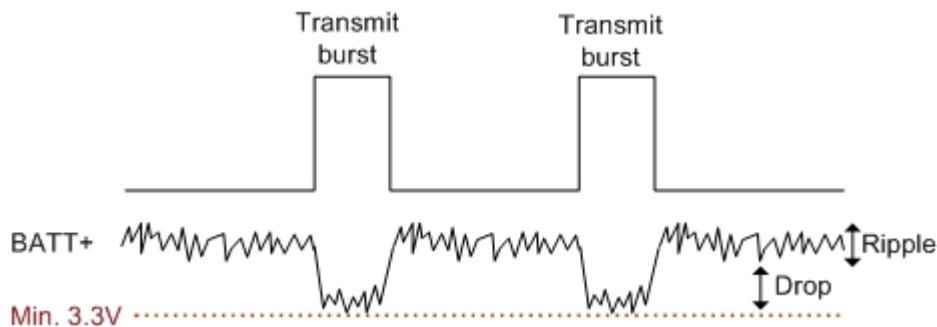 Transmit
burst
Transmit
burst
BATT+
Ripple
Drop
Min. 3.3V